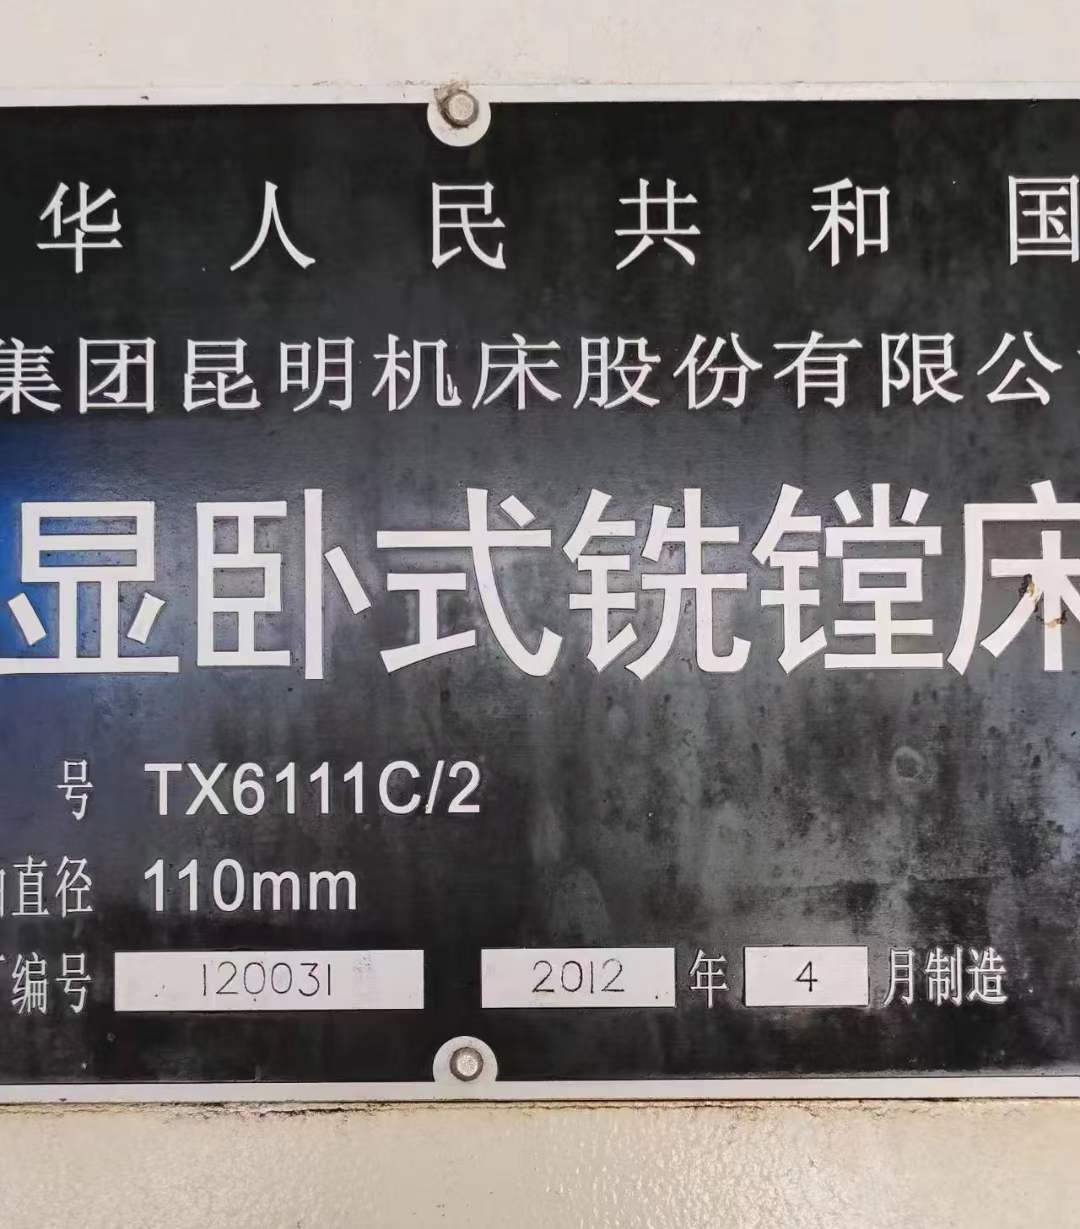 华人民共和国
集团昆明机床股份有限公
显卧式铣镗床
号 TX6111C/2
直径 110mm
编号 120031 2012 年 4 月制造